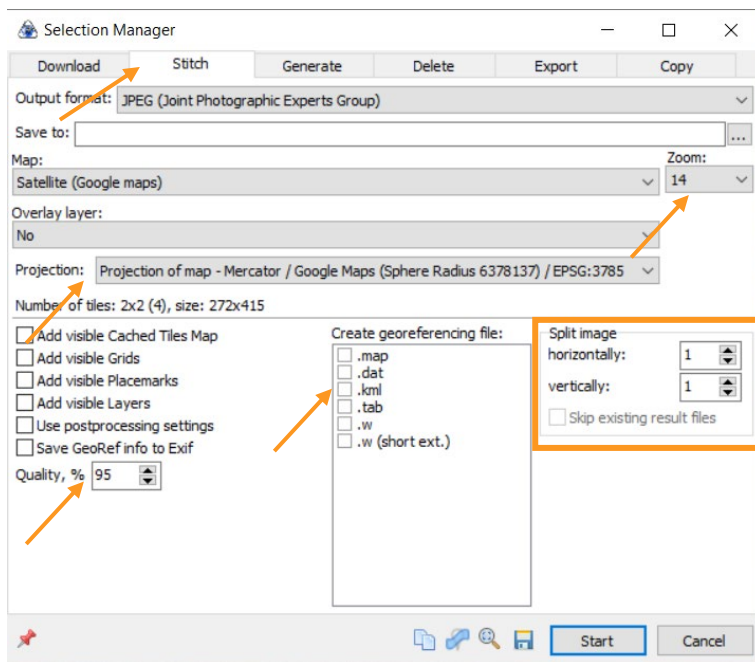 Selection Manager
Download Stitch Generate Delete Export Copy
Output format: JPEG (Joint Photographic Experts Group)
Save to: ...
Map: Zoom:
Satellite (Google maps) 14
Overlay layer:
No
Projection: Projection of map - Mercator / Google Maps (Sphere Radius 6378137) / EPSG:3785
Number of tiles: 2x2 (4), size: 272x415
Add visible Cached Tiles Map
Add visible Grids
Add visible Placemarks
Add visible Layers
Use postprocessing settings
Save GeoRef info to Exif
Quality, % 95
Create georeferencing file:
.map
.dat
.kml
.tab
.w
.w (short ext.)
Split image
horizontally: 1
vertically: 1
Skip existing result files
Start Cancel